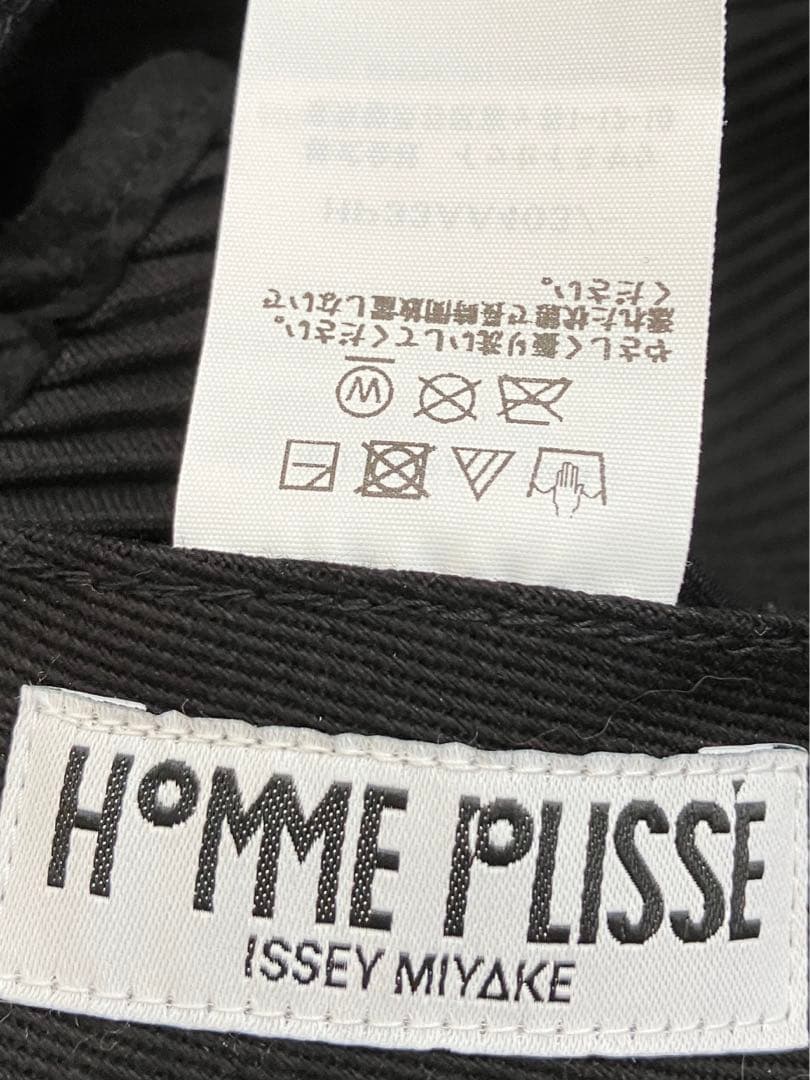 やさしく振り洗いしてください。
濡れた状態で長時間放置しないで
ください。
W
HOMME PLISSÉ
ISSEY MIYAKE